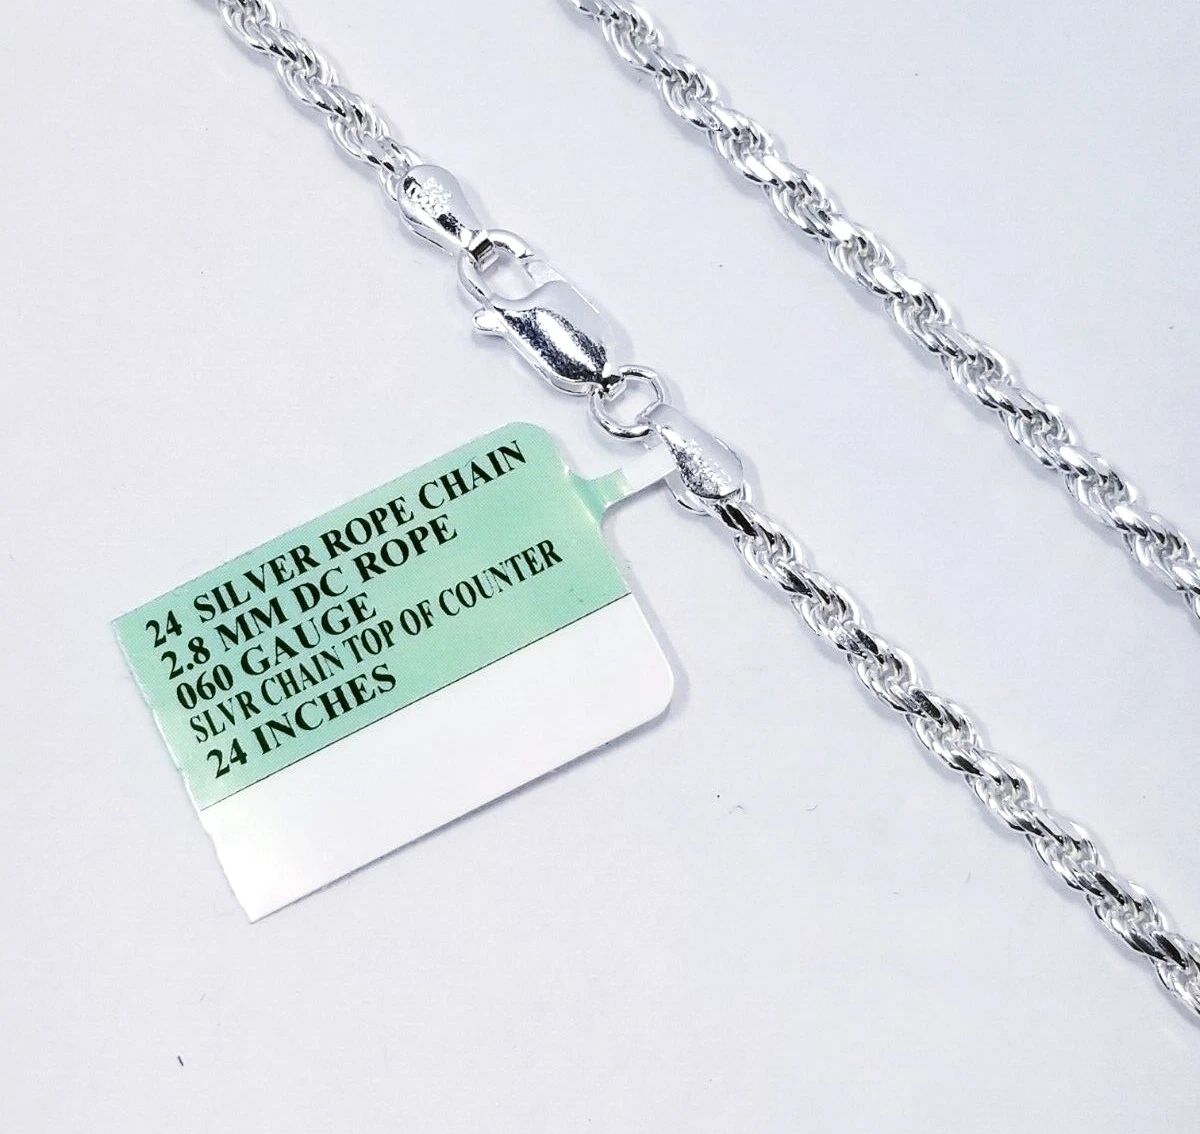 24 SILVER ROPE CHAIN
2.8 MM DC ROPE
060 GAUGE
SLVR CHAIN TOP OF COUNTER
24 INCHES